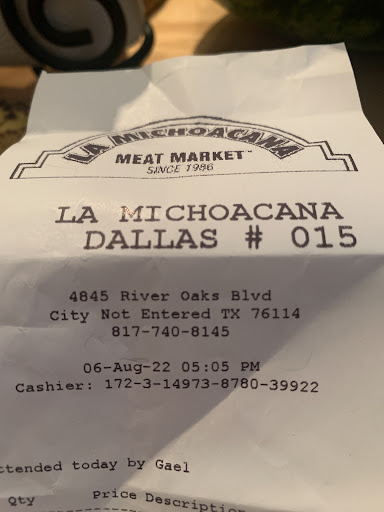 LA MICHOACANA
MEAT MARKET
SINCE 1986
LA MICHOACANA
DALLAS # 015
4845 River Oaks Blvd
City Not Entered TX 76114
817-740-8145
06-Aug-22 05:05 PM
Cashier: 172-3-14973-8780-39922
today by Gael
Qty Price